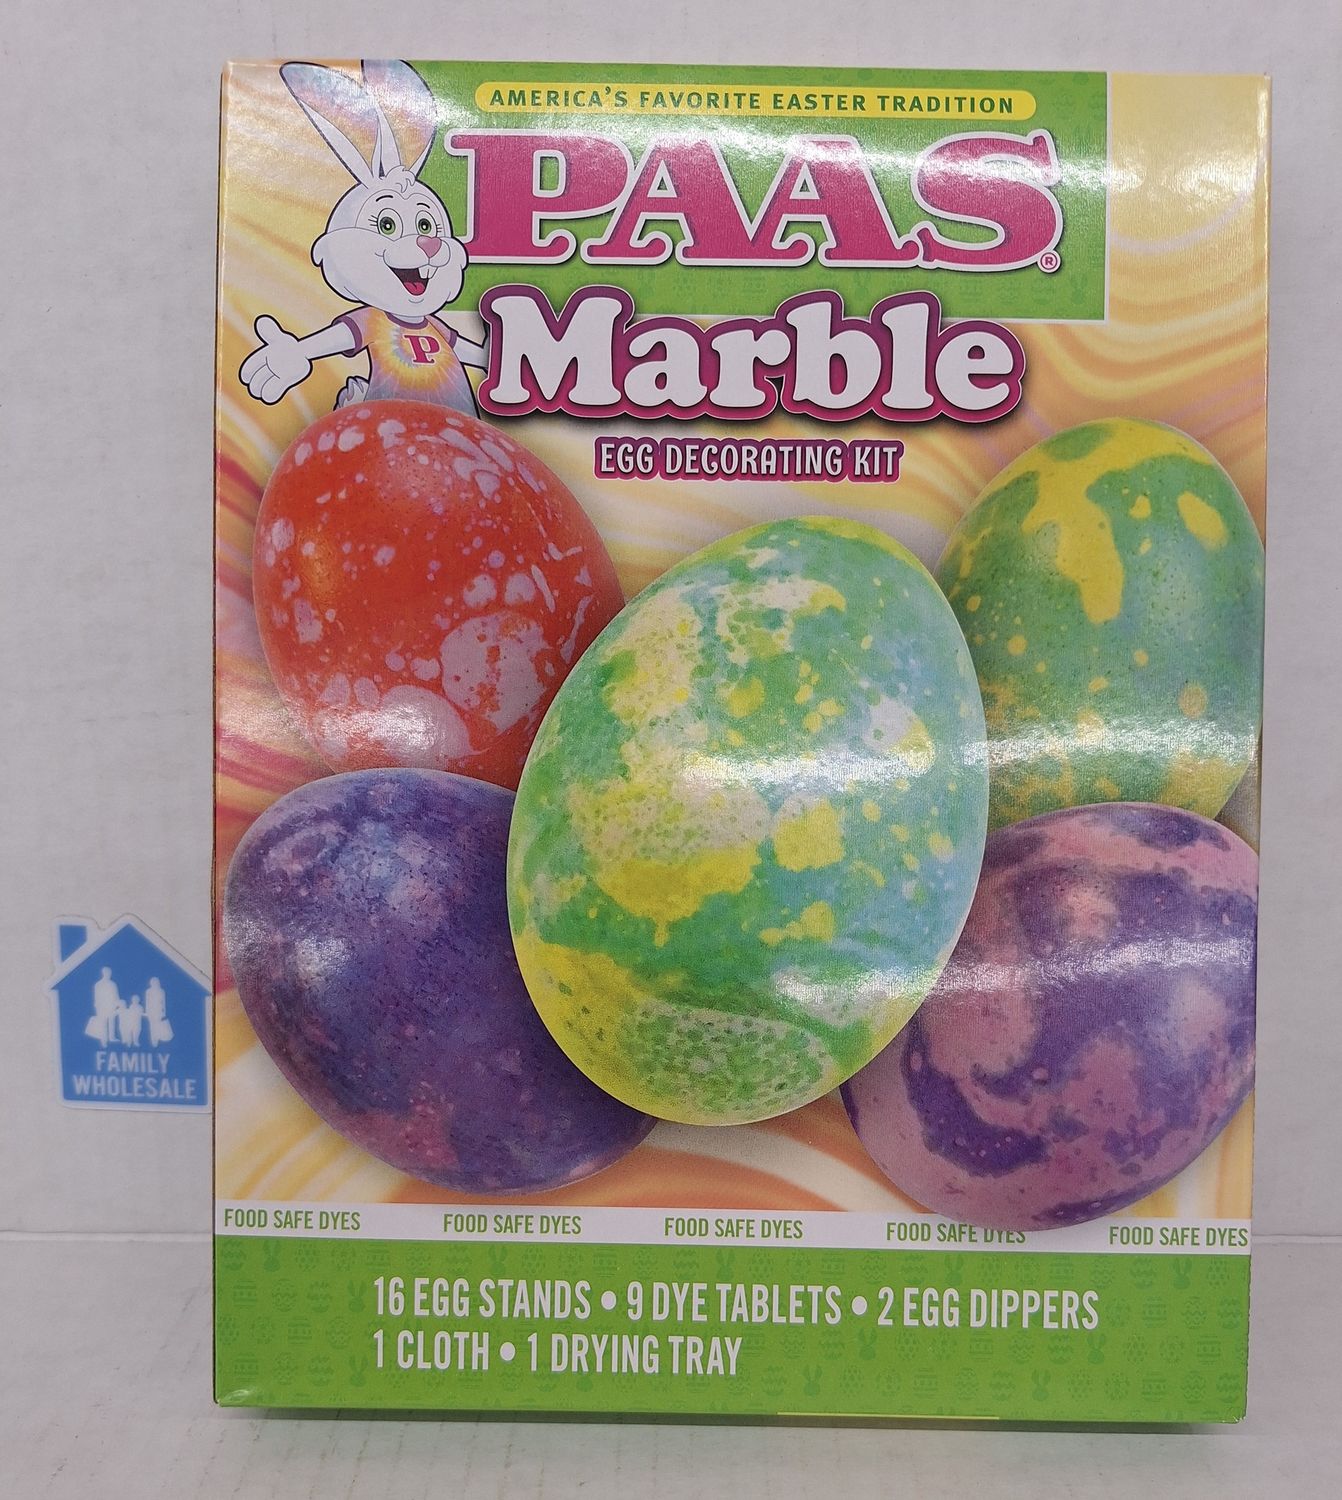 AMERICA'S FAVORITE EASTER TRADITION
PAAS®
P
Marble
EGG DECORATING KIT
FAMILY
WHOLESALE
FOOD SAFE DYES FOOD SAFE DYES FOOD SAFE DYES FOOD SAFE DYES FOOD SAFE DYES
16 EGG STANDS • 9 DYE TABLETS • 2 EGG DIPPERS
1 CLOTH • 1 DRYING TRAY